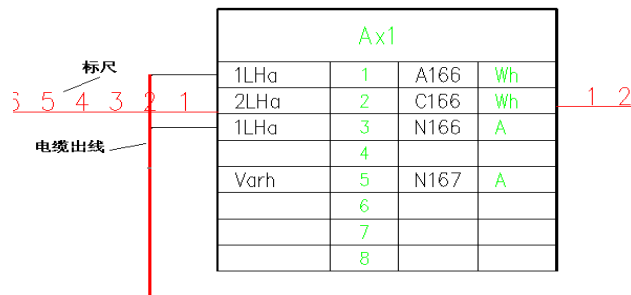 Ax1
标尺
1LHa 1 A166 Wh
6 5 4 3 2 1
2LHa 2 C166 Wh
1 2
1LHa 3 N166 A
电缆出线
4
Varh 5 N167 A
6
7
8